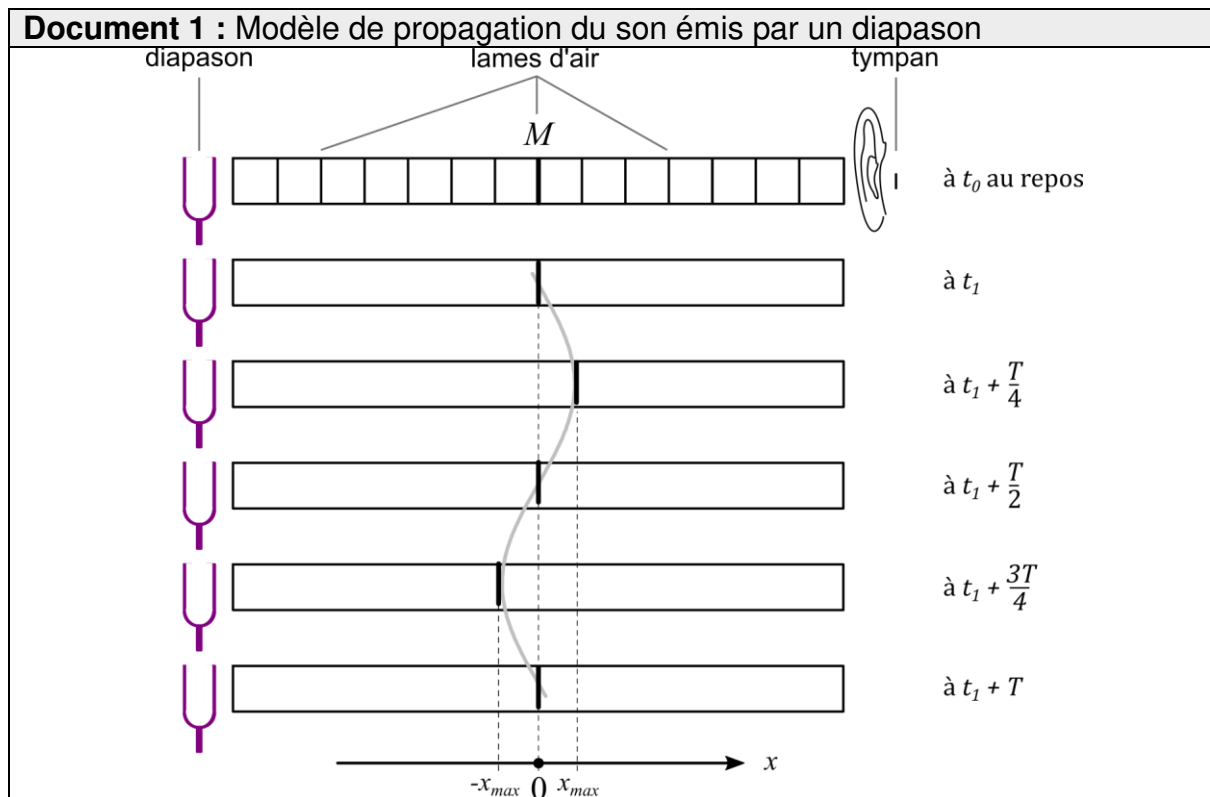 Document 1 : Modèle de propagation du son émis par un diapason
diapason lames d'air tympan
M
à t₀ au repos
à t₁
à t₁ + T/4
à t₁ + T/2
à t₁ + 3T/4
à t₁ + T
x
-xₘₐₓ 0 xₘₐₓ